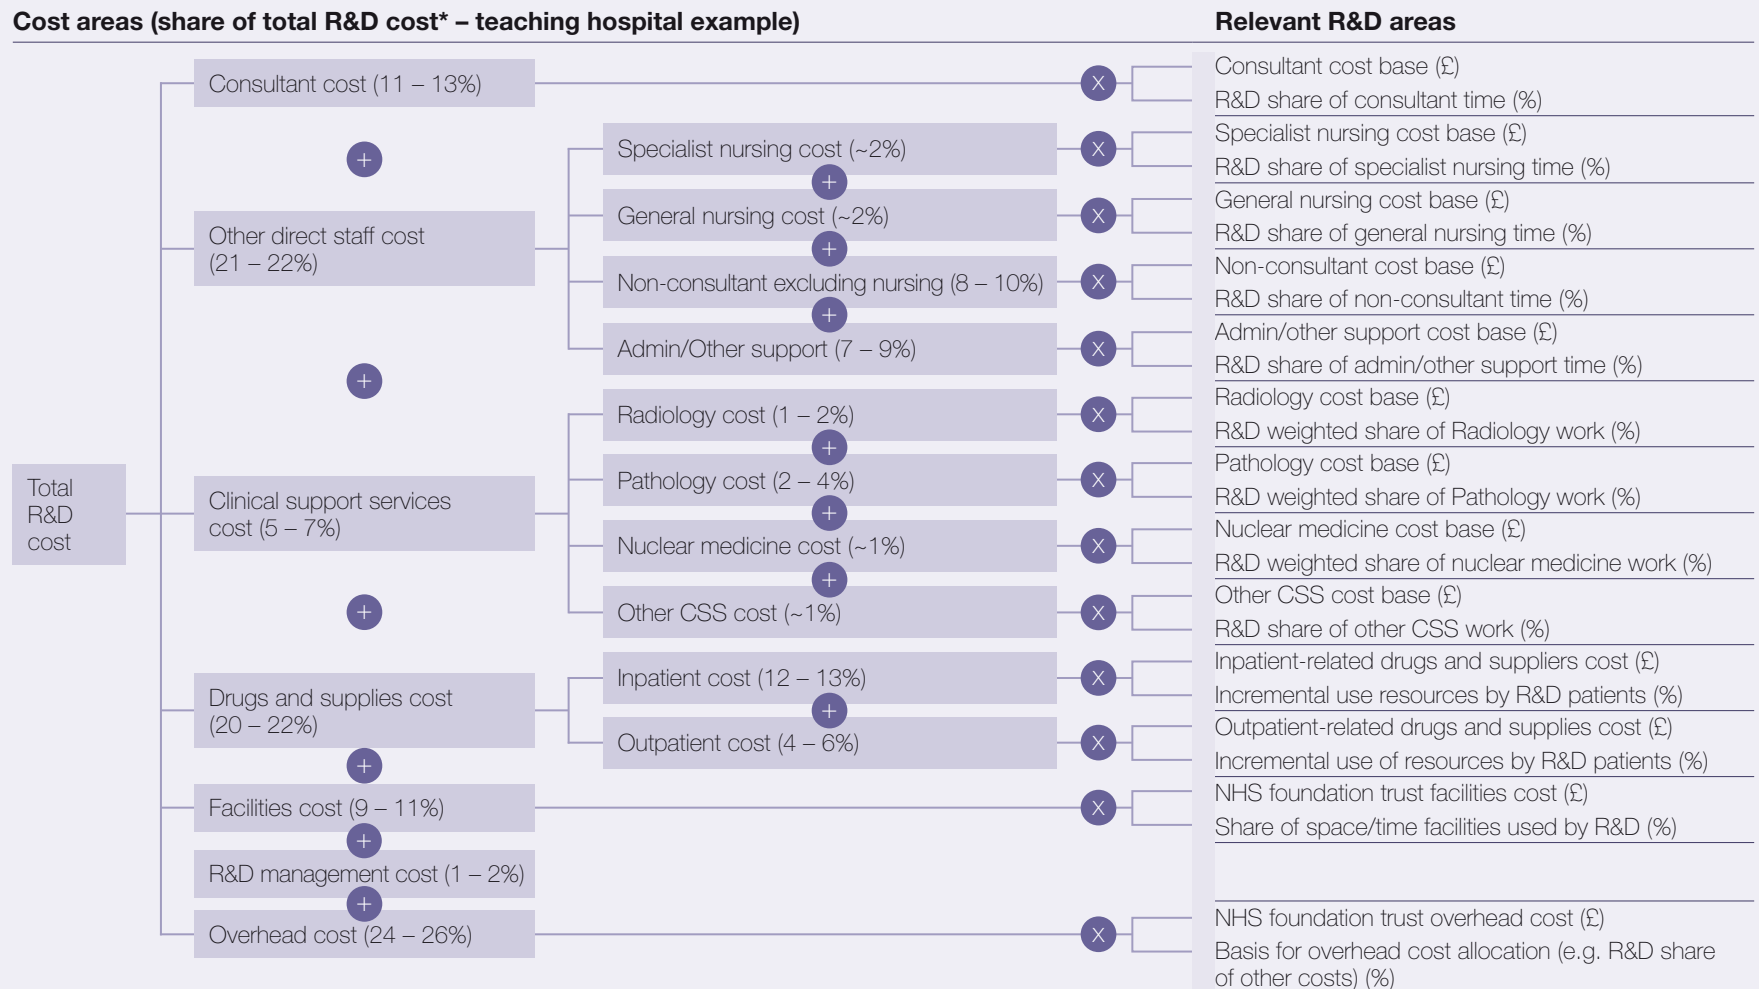 Cost areas (share of total R&D cost* – teaching hospital example)
Relevant R&D areas
Total
R&D
cost
Consultant cost (11 – 13%)
X
Consultant cost base (£)
R&D share of consultant time (%)
+
Other direct staff cost
(21 – 22%)
Specialist nursing cost (~2%)
X
Specialist nursing cost base (£)
R&D share of specialist nursing time (%)
+
General nursing cost (~2%)
X
General nursing cost base (£)
R&D share of general nursing time (%)
+
Non-consultant excluding nursing (8 – 10%)
X
Non-consultant cost base (£)
R&D share of non-consultant time (%)
+
Admin/Other support (7 – 9%)
X
Admin/other support cost base (£)
R&D share of admin/other support time (%)
+
Clinical support services
cost (5 – 7%)
Radiology cost (1 – 2%)
X
Radiology cost base (£)
R&D weighted share of Radiology work (%)
+
Pathology cost (2 – 4%)
X
Pathology cost base (£)
R&D weighted share of Pathology work (%)
+
Nuclear medicine cost (~1%)
X
Nuclear medicine cost base (£)
R&D weighted share of nuclear medicine work (%)
+
Other CSS cost (~1%)
X
Other CSS cost base (£)
R&D share of other CSS work (%)
+
Drugs and supplies cost
(20 – 22%)
Inpatient cost (12 – 13%)
X
Inpatient-related drugs and suppliers cost (£)
Incremental use resources by R&D patients (%)
+
Outpatient cost (4 – 6%)
X
Outpatient-related drugs and supplies cost (£)
Incremental use of resources by R&D patients (%)
+
Facilities cost (9 – 11%)
X
NHS foundation trust facilities cost (£)
Share of space/time facilities used by R&D (%)
+
R&D management cost (1 – 2%)
+
Overhead cost (24 – 26%)
X
NHS foundation trust overhead cost (£)
Basis for overhead cost allocation (e.g. R&D share
of other costs) (%)